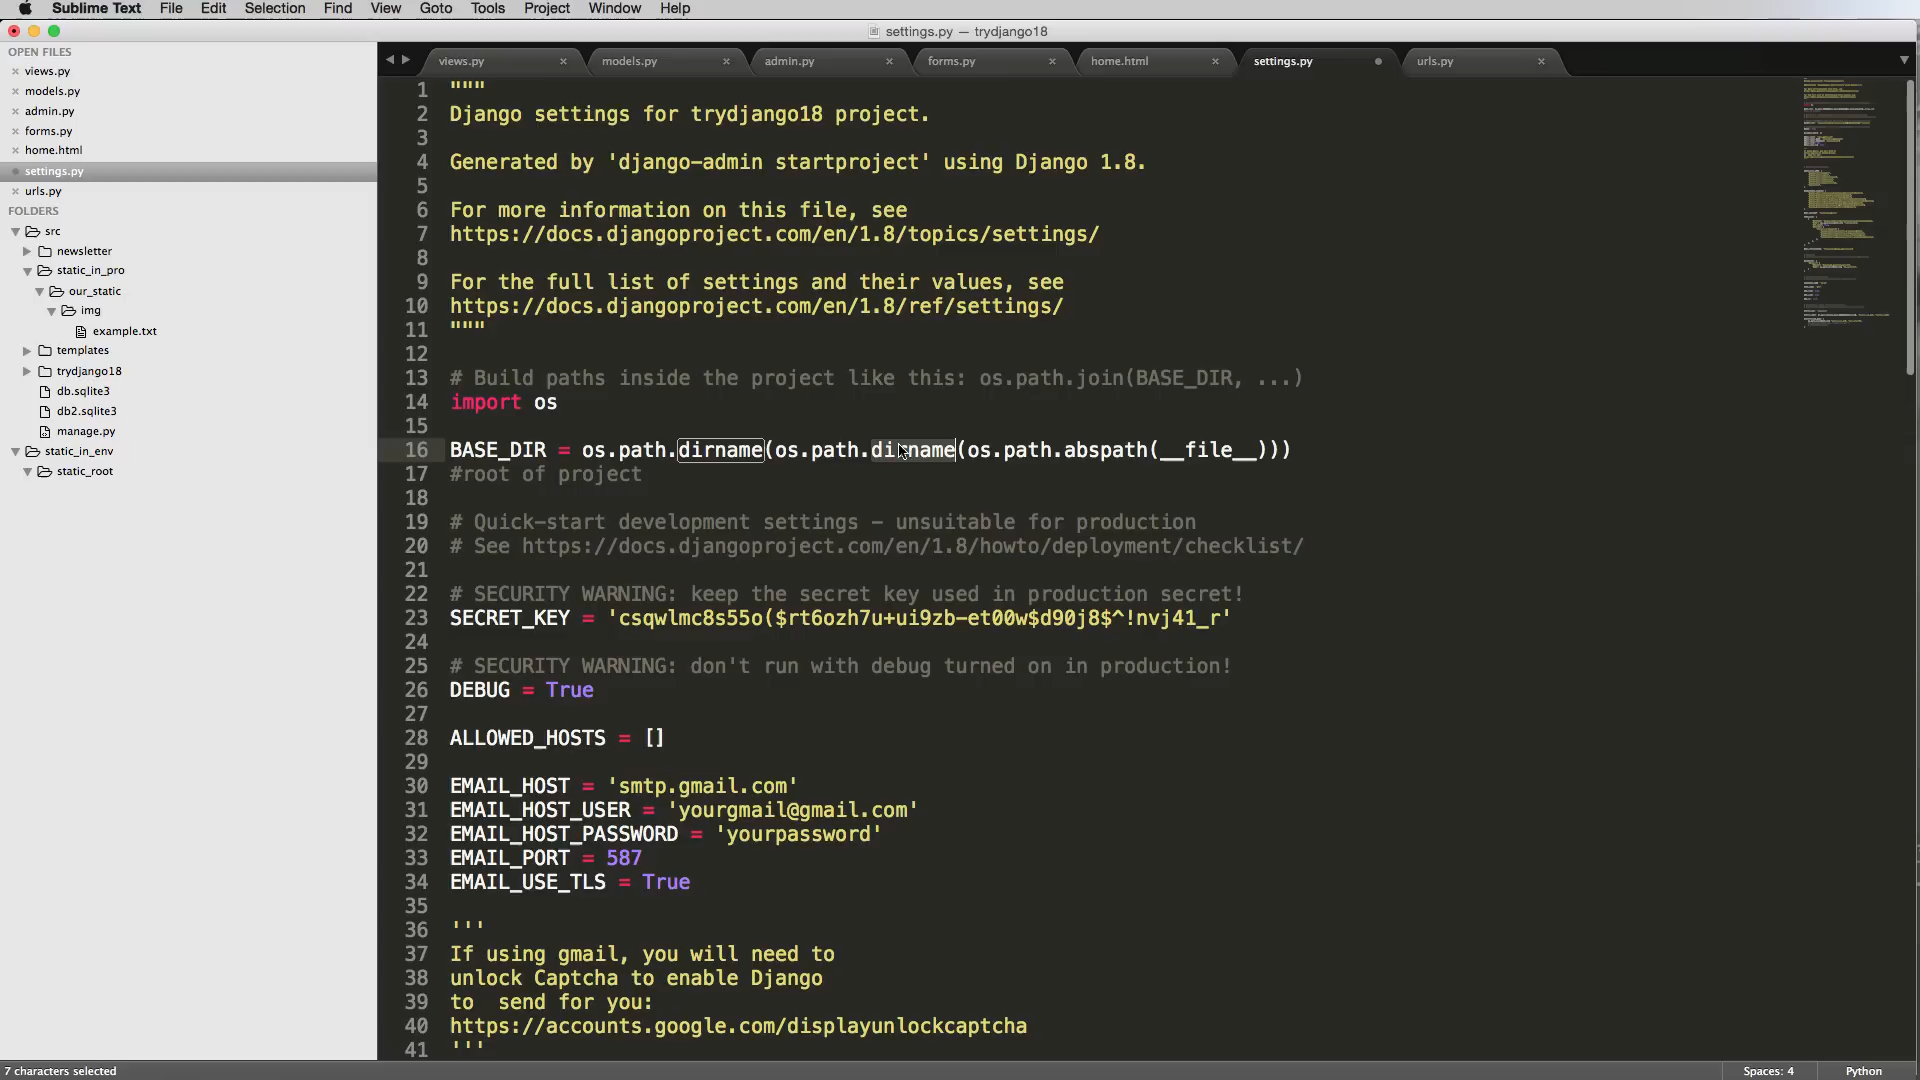 Sublime Text File Edit Selection Find View Goto Tools Project Window Help
settings.py — trydjango18
OPEN FILES
views.py
models.py
admin.py
forms.py
home.html
settings.py
urls.py
FOLDERS
src
newsletter
static_in_pro
our_static
img
example.txt
templates
trydjango18
db.sqlite3
db2.sqlite3
manage.py
static_in_env
static_root
views.py models.py admin.py forms.py home.html settings.py urls.py
1 """
2 Django settings for trydjango18 project.
3
4 Generated by 'django-admin startproject' using Django 1.8.
5
6 For more information on this file, see
7 https://docs.djangoproject.com/en/1.8/topics/settings/
8
9 For the full list of settings and their values, see
10 https://docs.djangoproject.com/en/1.8/ref/settings/
11 """
12
13 # Build paths inside the project like this: os.path.join(BASE_DIR, ...)
14 import os
15
16 BASE_DIR = os.path.dirname(os.path.dirname(os.path.abspath(__file__)))
17 #root of project
18
19 # Quick-start development settings - unsuitable for production
20 # See https://docs.djangoproject.com/en/1.8/howto/deployment/checklist/
21
22 # SECURITY WARNING: keep the secret key used in production secret!
23 SECRET_KEY = 'csqwlmc8s55o($rt6ozh7u+ui9zb-et00w$d90j8$^!nvj41_r'
24
25 # SECURITY WARNING: don't run with debug turned on in production!
26 DEBUG = True
27
28 ALLOWED_HOSTS = []
29
30 EMAIL_HOST = 'smtp.gmail.com'
31 EMAIL_HOST_USER = 'yourgmail@gmail.com'
32 EMAIL_HOST_PASSWORD = 'yourpassword'
33 EMAIL_PORT = 587
34 EMAIL_USE_TLS = True
35
36 '''
37 If using gmail, you will need to
38 unlock Captcha to enable Django
39 to  send for you:
40 https://accounts.google.com/displayunlockcaptcha
41 '''
7 characters selected
Spaces: 4 Python